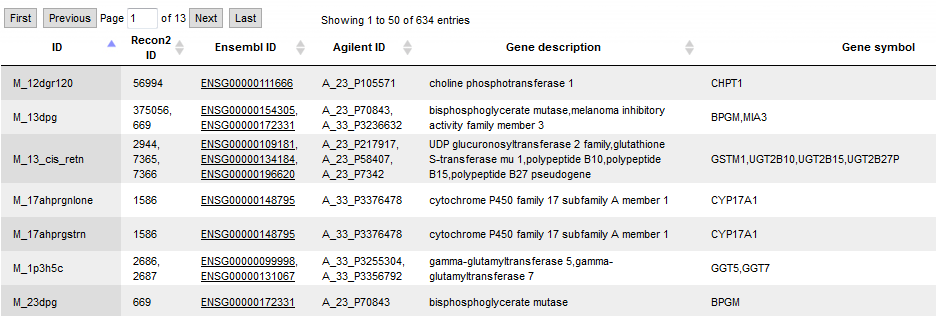 First Previous Page 1 of 13 Next Last Showing 1 to 50 of 634 entries
ID Recon2 ID Ensembl ID Agilent ID Gene description Gene symbol
M_12dgr120 56994 ENSG00000111666 A_23_P105571 choline phosphotransferase 1 CHPT1
M_13dpg 375056, ENSG00000154305, A_23_P70843, bisphosphoglycerate mutase,melanoma inhibitory BPGM,MIA3
669 ENSG00000172331 A_33_P3236632 activity family member 3
M_13_cis_retn 2944, ENSG00000109181, A_23_P217917, UDP glucuronosyltransferase 2 family,glutathione GSTM1,UGT2B10,UGT2B15,UGT2B27P
7365, ENSG00000134184, A_23_P58407, S-transferase mu 1,polypeptide B10,polypeptide
7366 ENSG00000196620 A_23_P7342 B15,polypeptide B27 pseudogene
M_17ahprgnlone 1586 ENSG00000148795 A_33_P3376478 cytochrome P450 family 17 subfamily A member 1 CYP17A1
M_17ahprgstrn 1586 ENSG00000148795 A_33_P3376478 cytochrome P450 family 17 subfamily A member 1 CYP17A1
M_1p3h5c 2686, ENSG00000099998, A_33_P3255304, gamma-glutamyltransferase 5,gamma- GGT5,GGT7
2687 ENSG00000131067 A_33_P3356792 glutamyltransferase 7
M_23dpg 669 ENSG00000172331 A_23_P70843 bisphosphoglycerate mutase BPGM